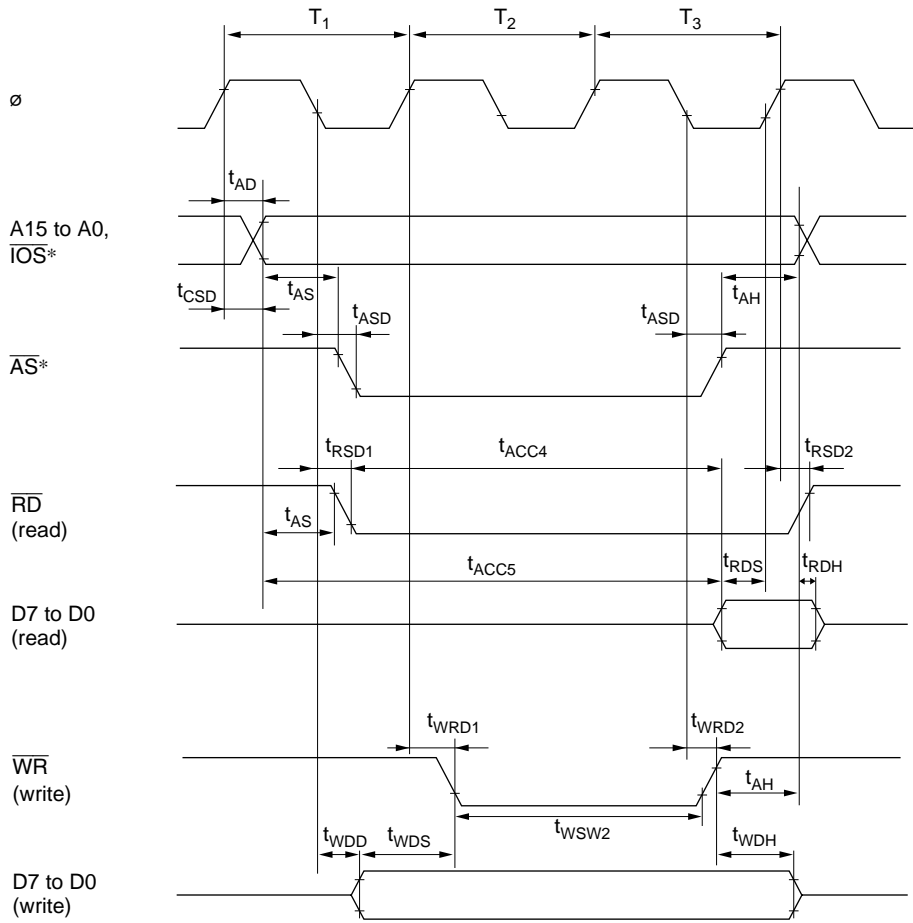 T1 T2 T3
ø
tAD
A15 to A0,
IOS*
tCSD tAS tASD tASD tAH
AS*
tRSD1 tACC4 tRSD2
RD
(read)
tAS
tACC5 tRDS tRDH
D7 to D0
(read)
tWRD1 tWRD2
WR
(write)
tAH
tWDD tWDS tWSW2 tWDH
D7 to D0
(write)